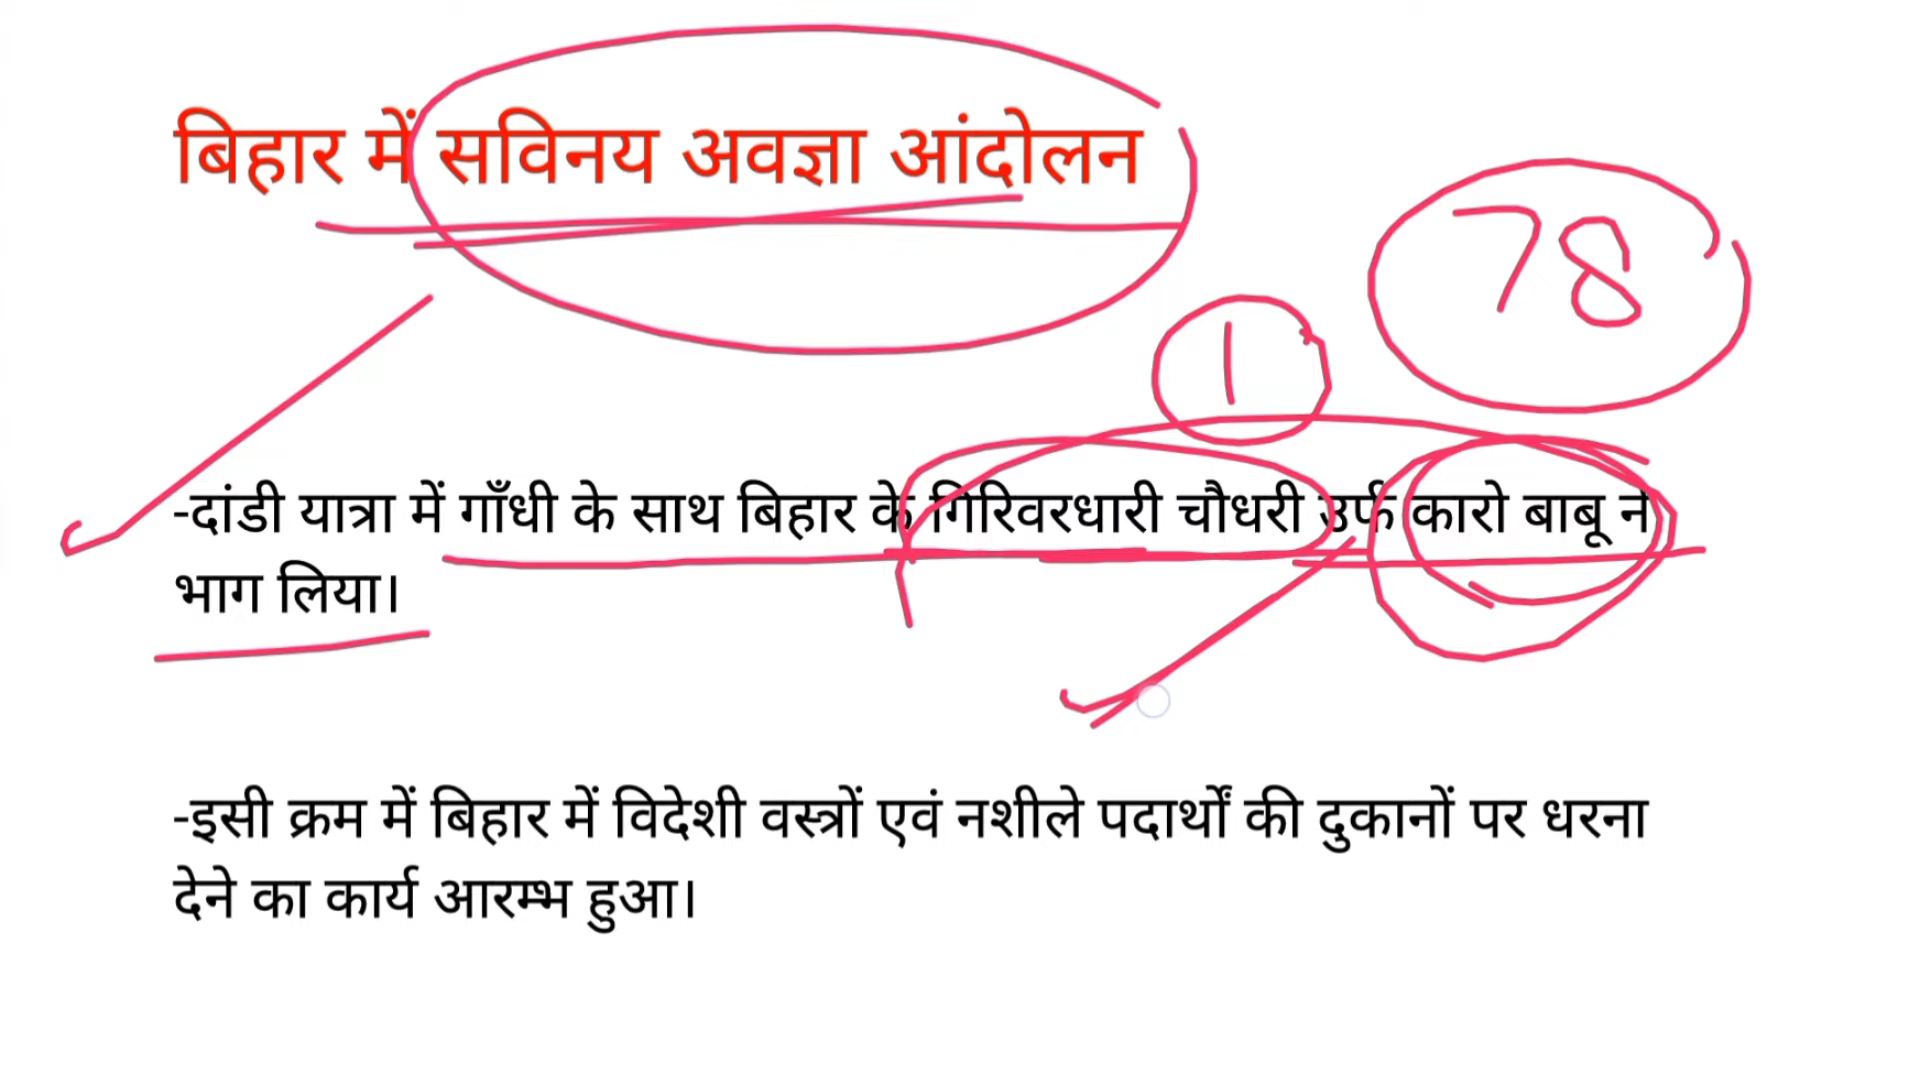 बिहार में सविनय अवज्ञा आंदोलन
78
1
-दांडी यात्रा में गाँधी के साथ बिहार के गिरिवरधारी चौधरी उर्फ कारो बाबू ने
भाग लिया।
-इसी क्रम में बिहार में विदेशी वस्त्रों एवं नशीले पदार्थों की दुकानों पर धरना
देने का कार्य आरम्भ हुआ।